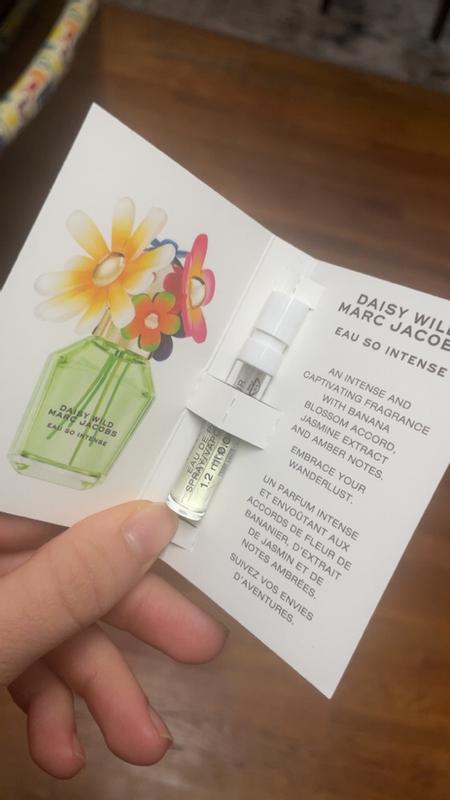 DAISY WILD
MARC JACOBS
EAU SO INTENSE
EAU DE
SPRAY/VAP
1.2 ml
DAISY WILD
MARC JACOB
EAU SO INTENSE
AN INTENSE AND
CAPTIVATING FRAGRANCE
WITH BANANA
BLOSSOM ACCORD,
JASMINE EXTRACT
AND AMBER NOTES.
EMBRACE YOUR
WANDERLUST.
UN PARFUM INTENSE
ET ENVOÛTANT AUX
ACCORDS DE FLEUR DE
BANANIER, D'EXTRAIT
DE JASMIN ET DE
NOTES AMBRÉES.
SUIVEZ VOS ENVIES
D'AVENTURES.